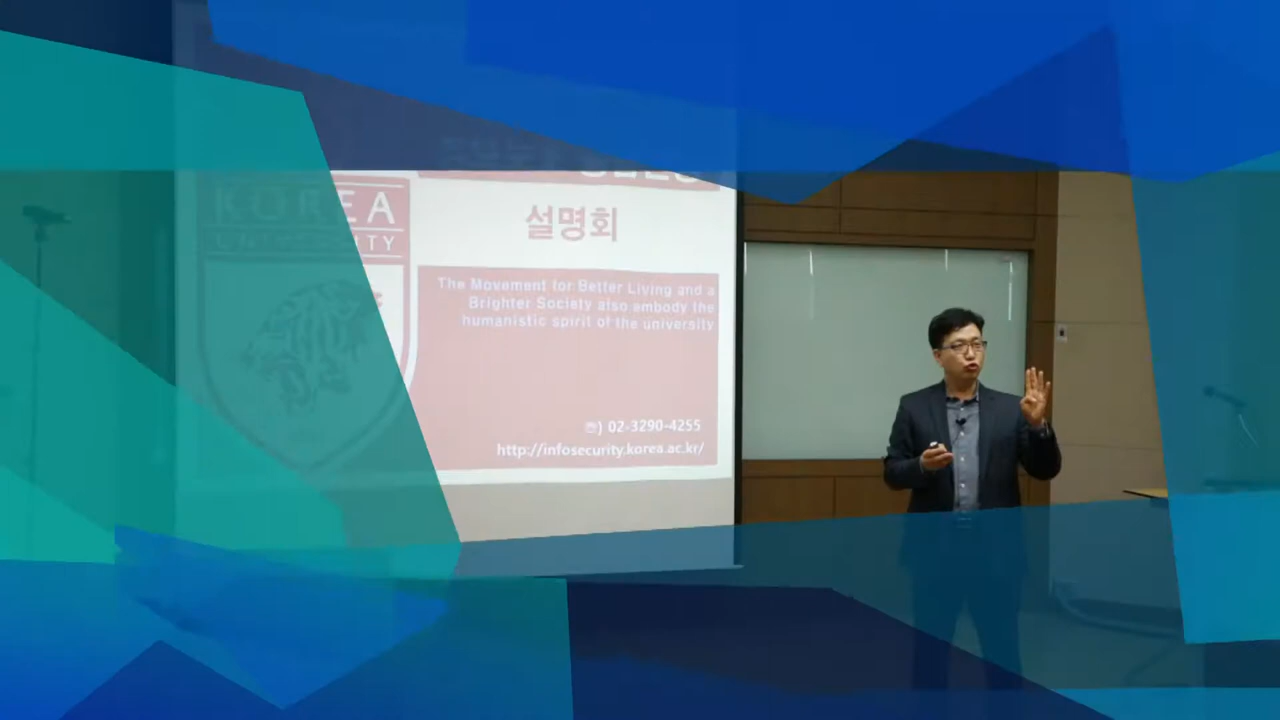 KOREA
설명회
The Movement for Better Living and a
Brighter Society also embody the
humanistic spirit of the university
☏) 02-3290-4255
http://infosecurity.korea.ac.kr/